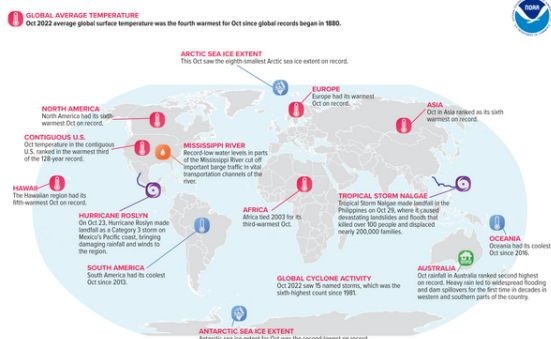 GLOBAL AVERAGE TEMPERATURE
Oct 2022 average global surface temperature was the fourth warmest for Oct since global records began in 1880.
NOAA
ARCTIC SEA ICE EXTENT
This Oct saw the eighth-smallest Arctic sea ice extent on record.
EUROPE
Europe had its warmest
Oct on record.
NORTH AMERICA
North America had its sixth-
warmest Oct on record.
ASIA
Oct in Asia ranked as its sixth
warmest on record.
CONTIGUOUS U.S.
Oct temperature in the contiguous
U.S. ranked in the warmest third
of the 128-year record.
MISSISSIPPI RIVER
Record-low water levels in parts
of the Mississippi River cut off
important barge traffic in vital
transportation channels of the
river.
HAWAII
The Hawaiian region had its
fifth-warmest Oct on record.
HURRICANE ROSLYN
On Oct 23, Hurricane Roslyn made
landfall as a Category 3 storm on
Mexico's Pacific coast, bringing
damaging rainfall and winds to
the region.
AFRICA
Africa tied 2003 for its
third-warmest Oct.
TROPICAL STORM NALGAE
Tropical Storm Nalgae made landfall in the
Philippines on Oct 29, where it caused
devastating landslides and floods that
killed over 100 people and displaced
nearly 200,000 families.
OCEANIA
Oceania had its coolest
Oct since 2016.
SOUTH AMERICA
South America had its coolest
Oct since 2013.
GLOBAL CYCLONE ACTIVITY
Oct 2022 saw 15 named storms, which was the
sixth-highest count since 1981.
AUSTRALIA
Oct rainfall in Australia ranked second highest
on record. Heavy rain led to widespread flooding
and dam spillovers for the first time in decades in
western and southern parts of the country.
ANTARCTIC SEA ICE EXTENT
Antarctic sea ice extent for Oct was the second lowest on record.